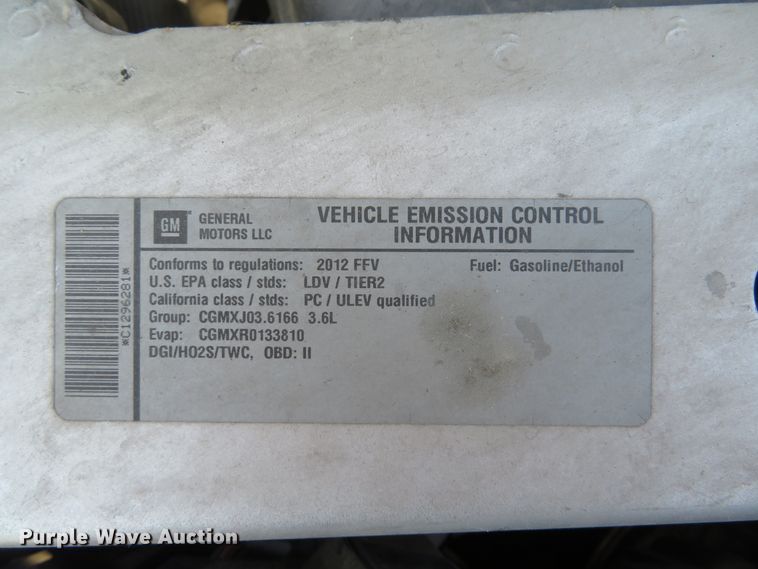 GM
GENERAL
MOTORS LLC
VEHICLE EMISSION CONTROL
INFORMATION
Conforms to regulations: 2012 FFV Fuel: Gasoline/Ethanol
U.S. EPA class / stds: LDV / TIER2
California class / stds: PC / ULEV qualified
Group: CGMXJ03.6166 3.6L
Evap: CGMXR0133810
DGI/HO2S/TWC, OBD: II
*C1296281*
Purple Wave Auction